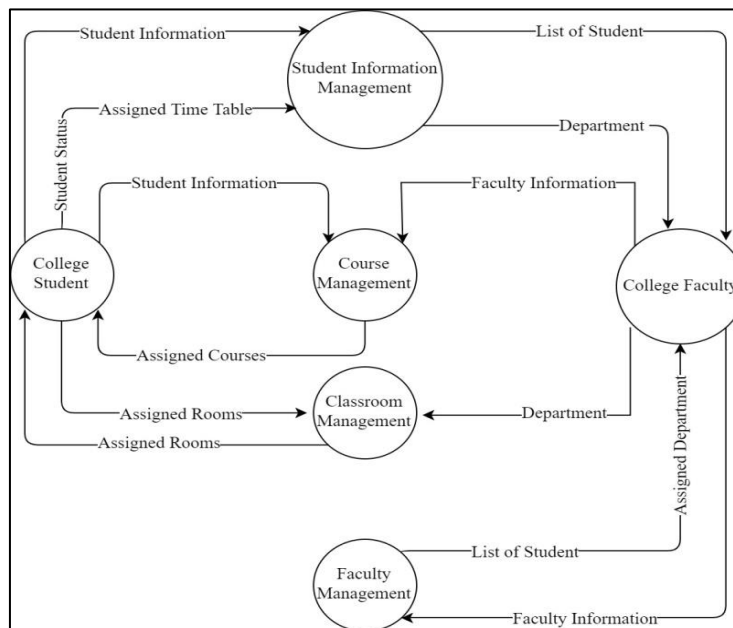 Student Information
List of Student
Student Information
Management
Assigned Time Table
Department
Student Status
Student Information
Faculty Information
College
Student
Course
Management
College Faculty
Assigned Courses
Classroom
Management
Assigned Rooms
Department
Assigned Rooms
Assigned Department
List of Student
Faculty
Management
Faculty Information